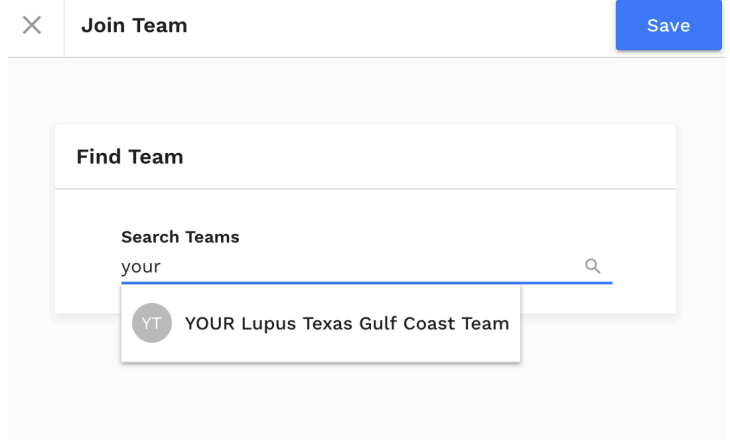 Join Team
Save
Find Team
Search Teams
your
YT
YOUR Lupus Texas Gulf Coast Team